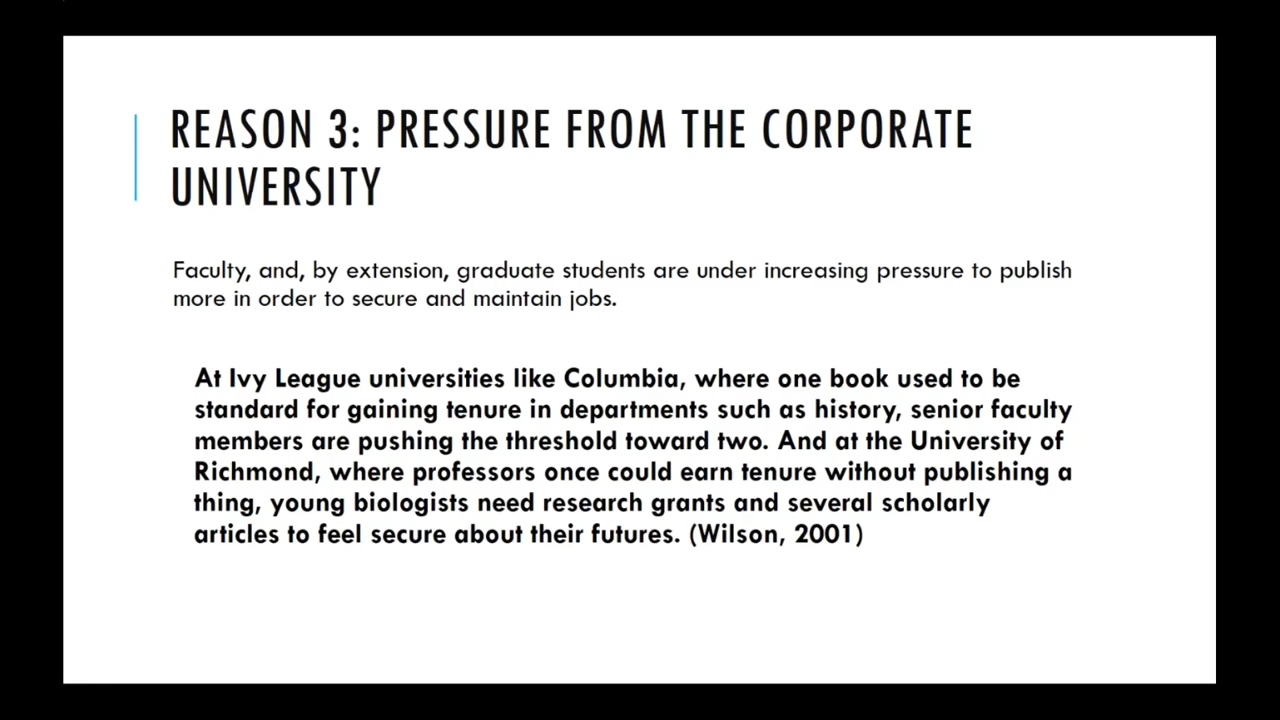 REASON 3: PRESSURE FROM THE CORPORATE
UNIVERSITY
Faculty, and, by extension, graduate students are under increasing pressure to publish
more in order to secure and maintain jobs.
At Ivy League universities like Columbia, where one book used to be
standard for gaining tenure in departments such as history, senior faculty
members are pushing the threshold toward two. And at the University of
Richmond, where professors once could earn tenure without publishing a
thing, young biologists need research grants and several scholarly
articles to feel secure about their futures. (Wilson, 2001)